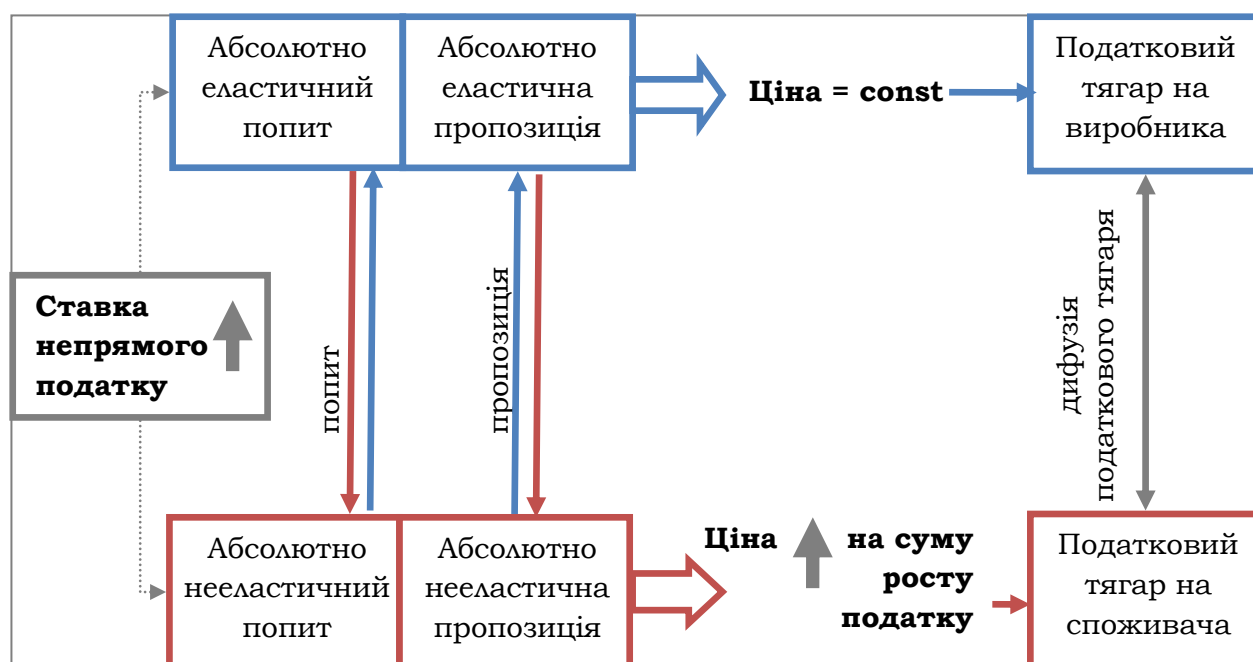 Абсолютно
еластичний
попит
Абсолютно
еластична
пропозиція
Ціна = const
Податковий
тягар на
виробника
Ставка
непрямого
податку
попит
пропозиція
дифузія
податкового тягаря
Абсолютно
нееластичний
попит
Абсолютно
нееластична
пропозиція
Ціна на суму
росту
податку
Податковий
тягар на
споживача